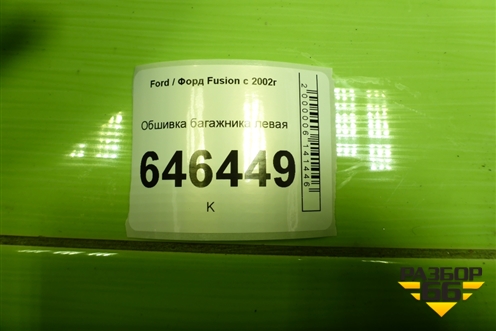 Ford / Форд Fusion с 2002г
Обшивка багажника левая
646449
К
2000006141446
РАЗБОР
66